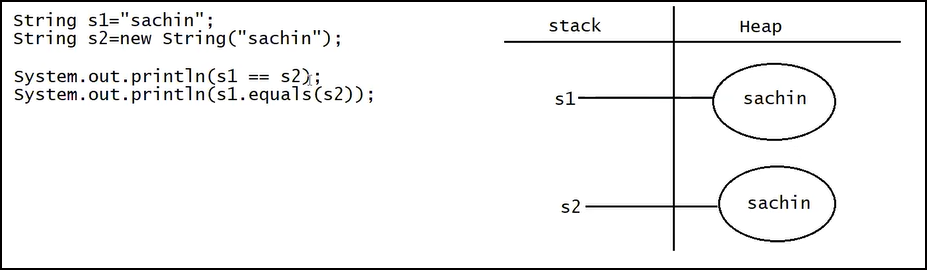 String s1="sachin";
String s2=new String("sachin");
System.out.println(s1 == s2);
System.out.println(s1.equals(s2));
stack
Heap
s1
sachin
s2
sachin